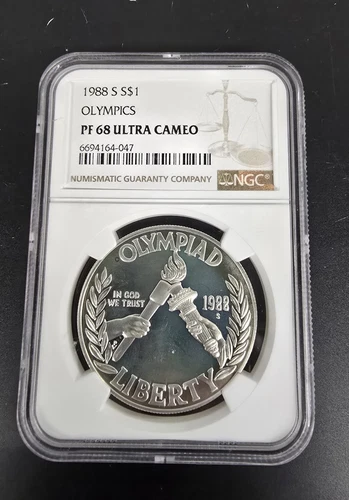 1988 S S$1
OLYMPICS
PF 68 ULTRA CAMEO
6694164-047
NUMISMATIC GUARANTY COMPANY
NGC
OLYMPIAD
IN GOD
WE TRUST
1988
S
LIBERTY